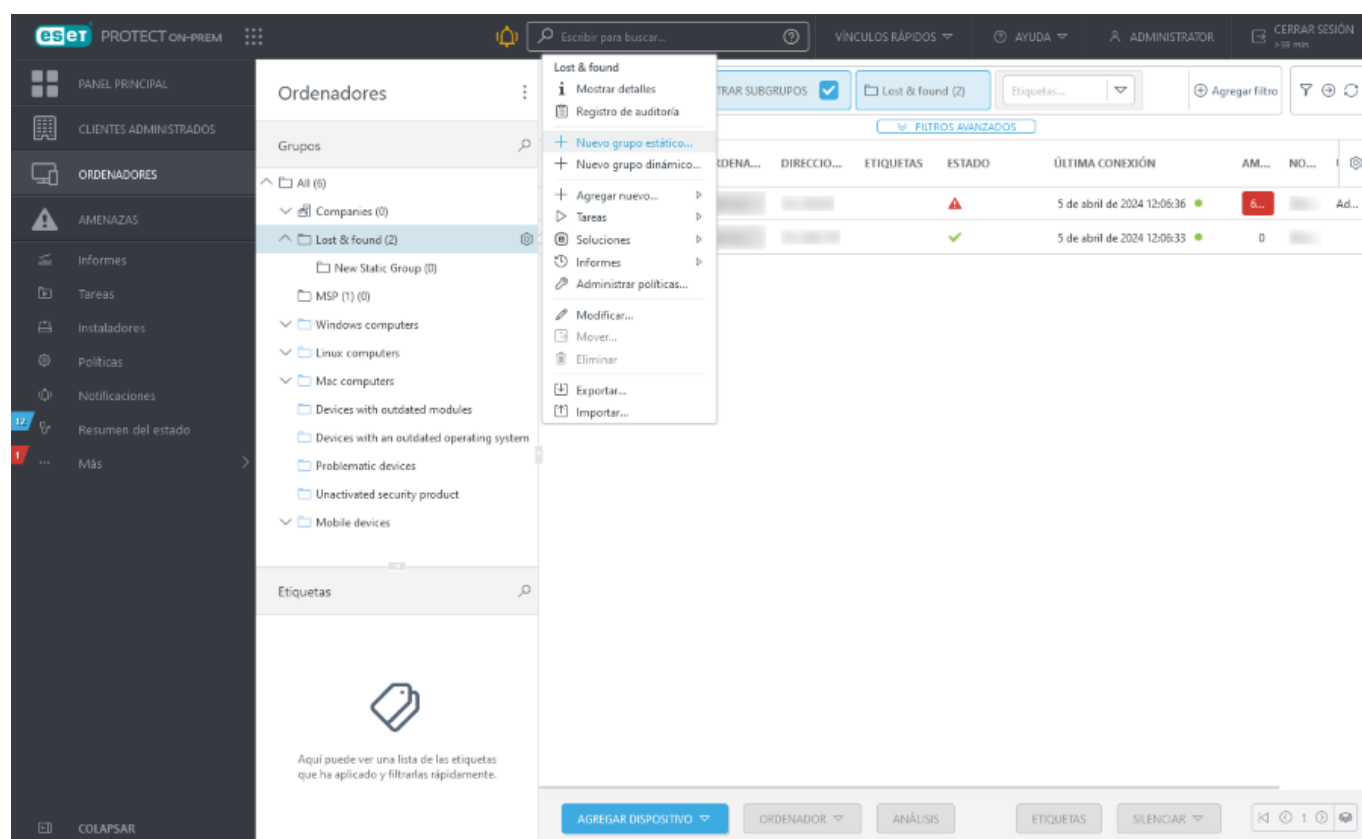 eset PROTECT ON-PREM
Escribir para buscar...
VÍNCULOS RÁPIDOS
AYUDA
ADMINISTRATOR
CERRAR SESIÓN
> 59 min
PANEL PRINCIPAL
CLIENTES ADMINISTRADOS
ORDENADORES
AMENAZAS
Informes
Tareas
Instaladores
Políticas
Notificaciones
12
Resumen del estado
1
Más
COLAPSAR
Ordenadores
Grupos
All (6)
Companies (0)
Lost & found (2)
New Static Group (0)
MSP (1) (0)
Windows computers
Linux computers
Mac computers
Devices with outdated modules
Devices with an outdated operating system
Problematic devices
Unactivated security product
Mobile devices
Etiquetas
Aquí puede ver una lista de las etiquetas
que ha aplicado y filtrarlas rápidamente.
Lost & found
Mostrar detalles
Registro de auditoría
Nuevo grupo estático...
Nuevo grupo dinámico...
Agregar nuevo...
Tareas
Soluciones
Informes
Administrar políticas...
Modificar...
Mover...
Eliminar
Exportar...
Importar...
TRAR SUBGRUPOS
Lost & found (2)
Etiquetas...
Agregar filtro
FILTROS AVANZADOS
RDENA... DIRECCIO... ETIQUETAS ESTADO ÚLTIMA CONEXIÓN AM... NO...
5 de abril de 2024 12:06:36 6... Ad...
5 de abril de 2024 12:06:33 0
AGREGAR DISPOSITIVO
ORDENADOR
ANÁLISIS
ETIQUETAS
SILENCIAR
1